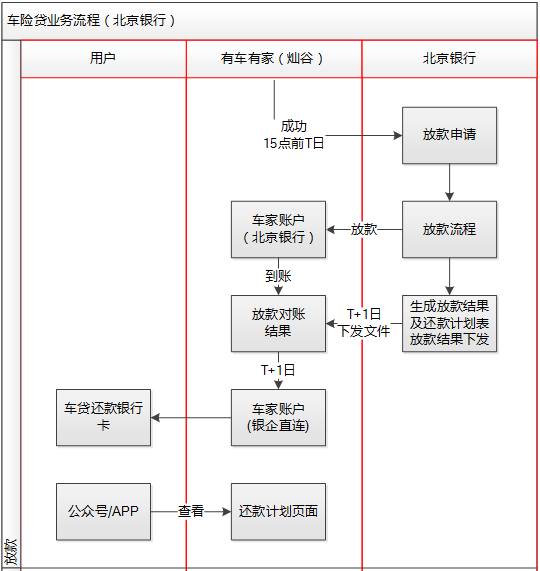 车险贷业务流程（北京银行）
用户
有车有家（灿谷）
北京银行
成功
15点前T日
放款申请
车家账户
（北京银行）
放款
放款流程
到账
放款对账
结果
T+1日
下发文件
生成放款结果
及还款计划表
放款结果下发
T+1日
车贷还款银行
卡
车家账户
(银企直连)
公众号/APP
查看
还款计划页面
放款